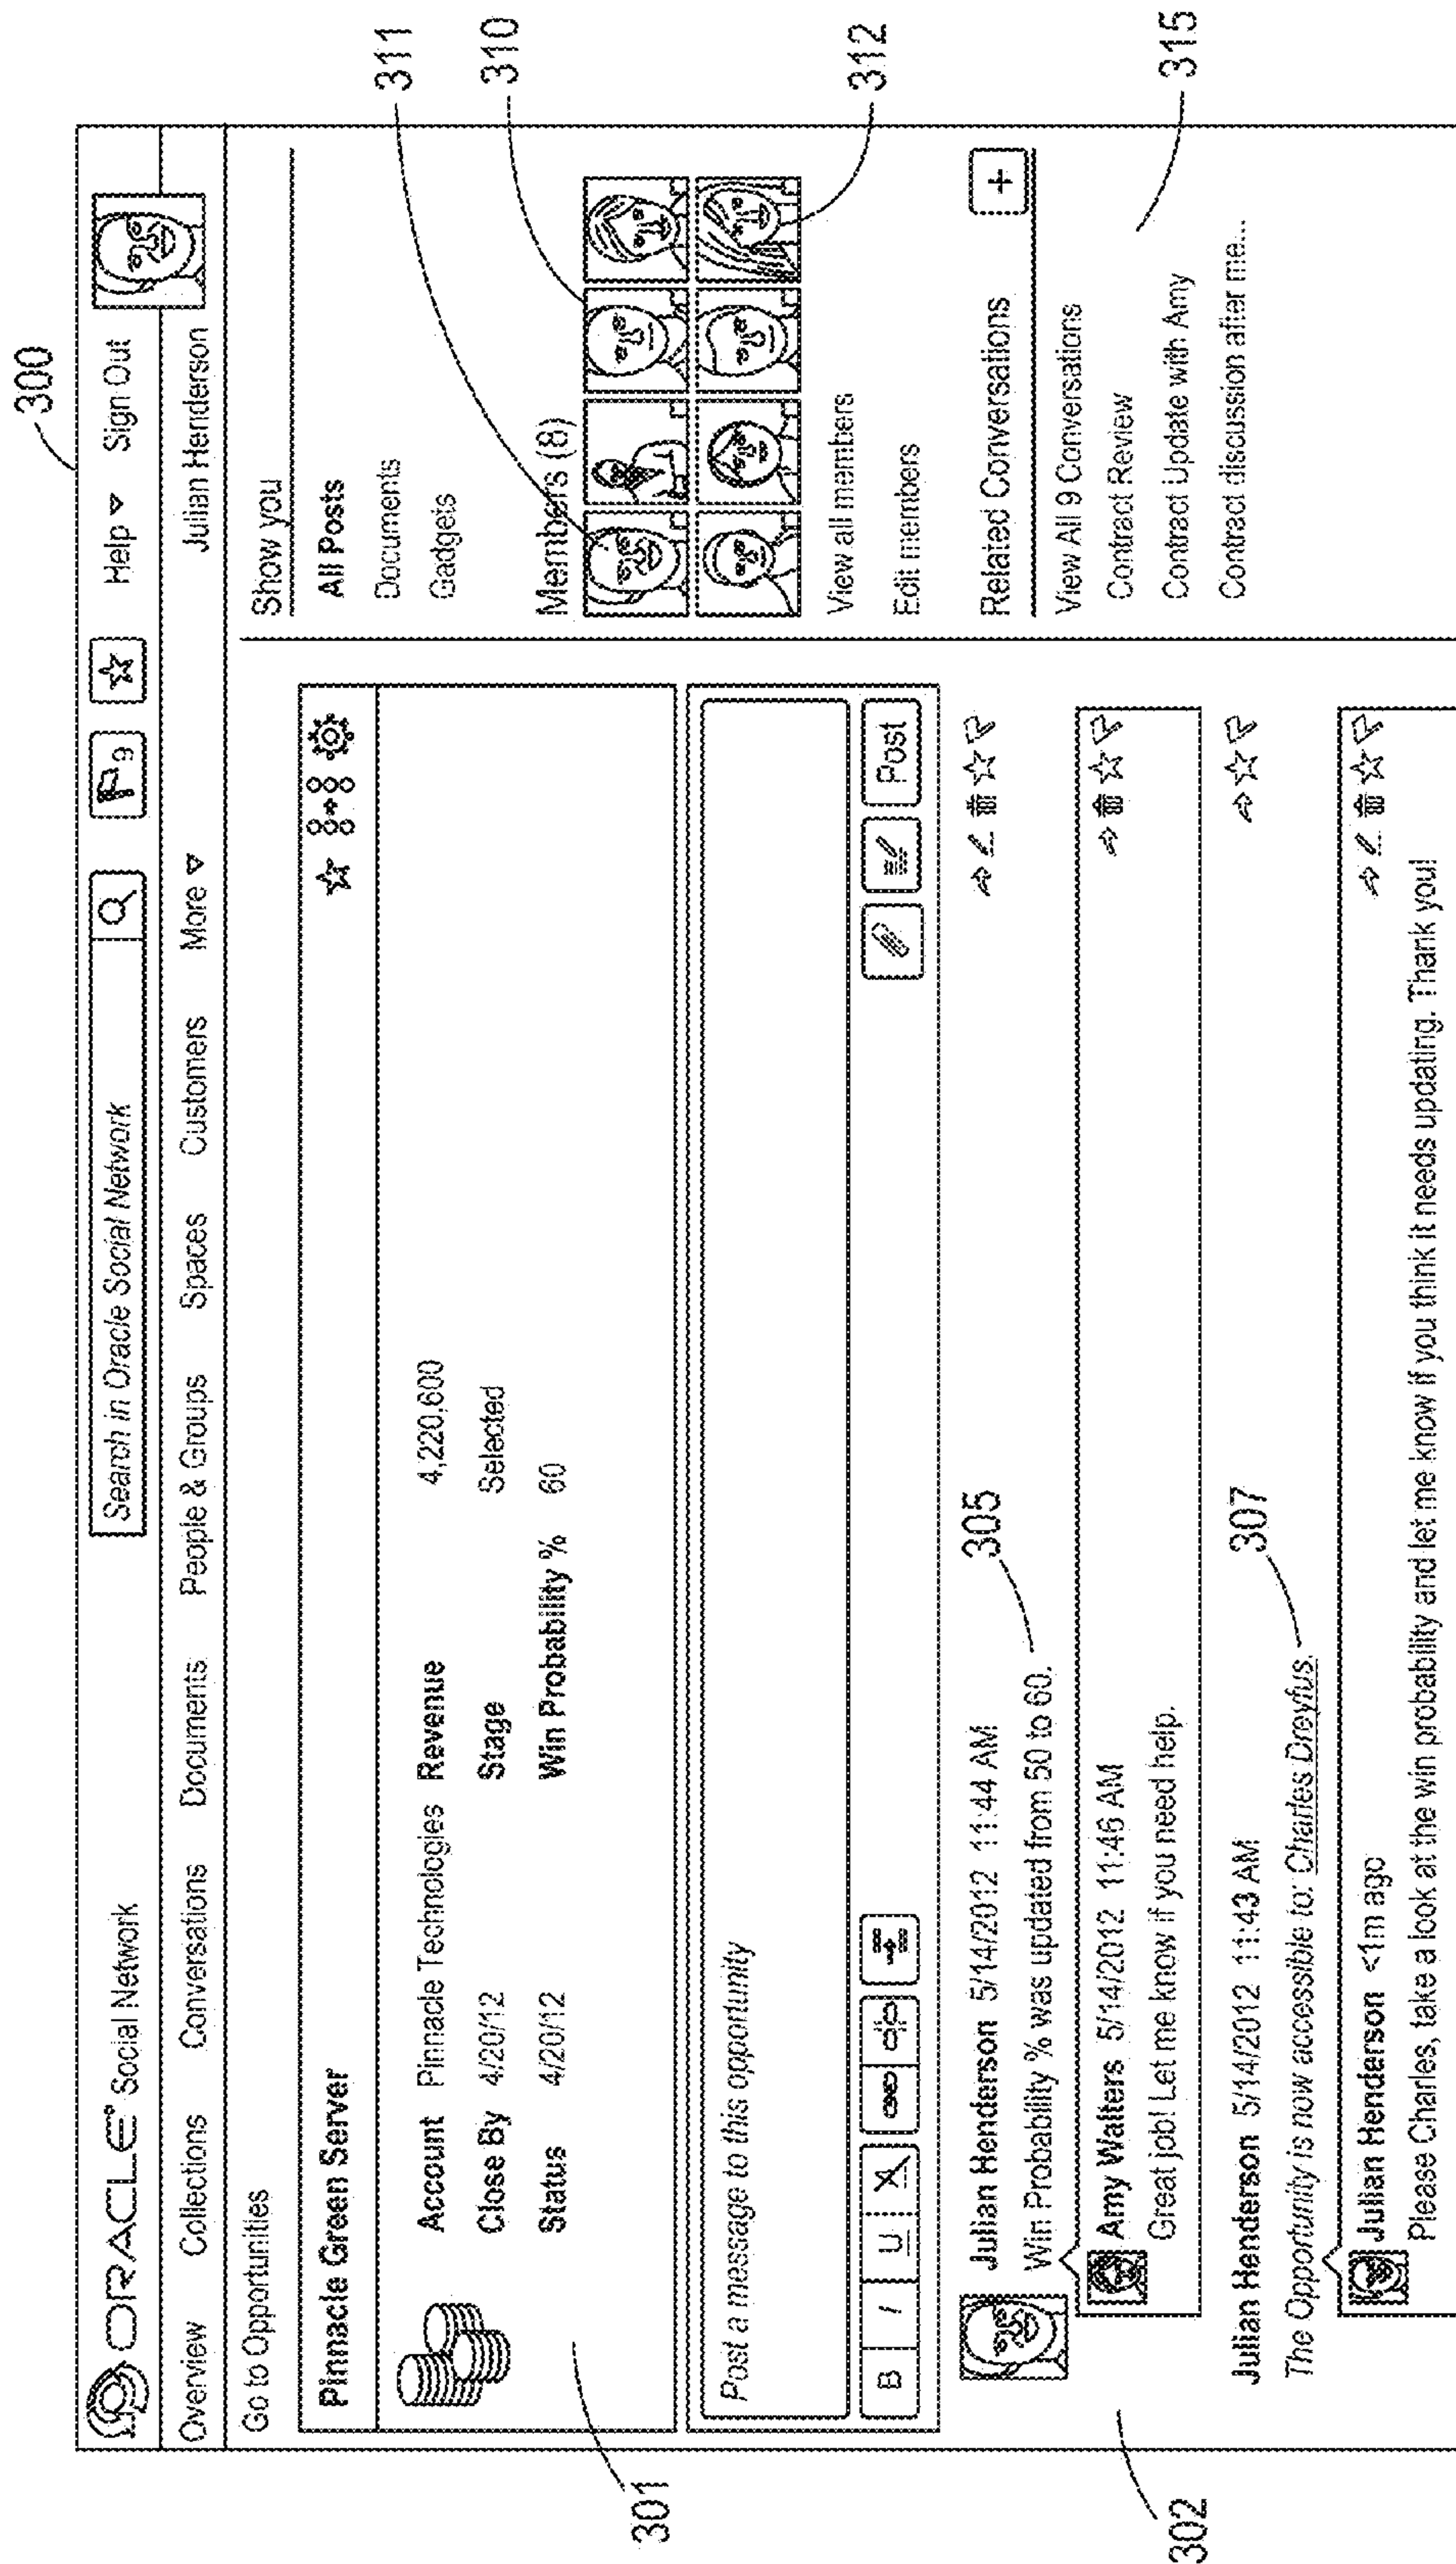 300
ORACLE® Social Network
Search in Oracle Social Network
9
Help
Sign Out
Overview Collections Conversations Documents People & Groups Spaces Customers More
Julian Henderson
Go to Opportunities
Pinnacle Green Server
Account Pinnacle Technologies Revenue 4,220,600
Close By 4/20/12 Stage Selected
Status 4/20/12 Win Probability % 60
301
Post a message to this opportunity
B I U X
Post
302
Julian Henderson 5/14/2012 11:44 AM
305
Win Probability % was updated from 50 to 60.
Amy Walters 5/14/2012 11:46 AM
Great job! Let me know if you need help.
Julian Henderson 5/14/2012 11:43 AM
307
The Opportunity is now accessible to: Charles Dreyfus.
Julian Henderson <1m ago
Please Charles, take a look at the win probability and let me know if you think it needs updating. Thank you!
Show you
All Posts
Documents
Gadgets
311
310
Members (8)
312
View all members
Edit members
Related Conversations +
View All 9 Conversations
Contract Review
315
Contract Update with Amy
Contract discussion after me...